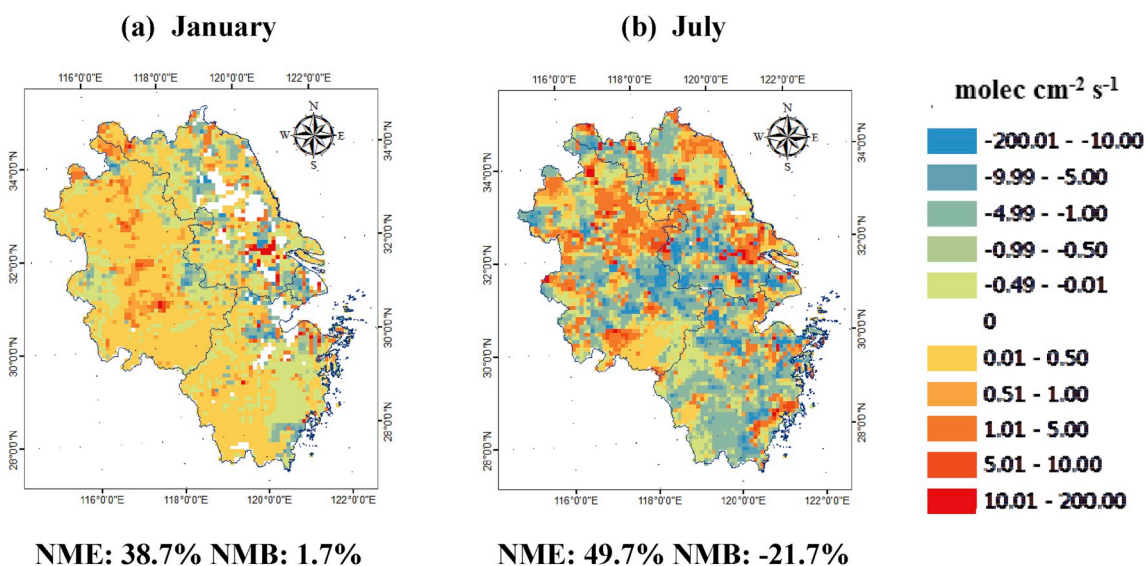 (a) January
(b) July
116°0'0"E 118°0'0"E 120°0'0"E 122°0'0"E
116°0'0"E 118°0'0"E 120°0'0"E 122°0'0"E
N
W E
S
N
W E
S
34°0'0"N
32°0'0"N
30°0'0"N
28°0'0"N
34°0'0"N
32°0'0"N
30°0'0"N
28°0'0"N
34°0'0"N
32°0'0"N
30°0'0"N
28°0'0"N
34°0'0"N
32°0'0"N
30°0'0"N
28°0'0"N
116°0'0"E 118°0'0"E 120°0'0"E 122°0'0"E
116°0'0"E 118°0'0"E 120°0'0"E 122°0'0"E
NME: 38.7% NMB: 1.7%
NME: 49.7% NMB: -21.7%
molec cm⁻² s⁻¹
-200.01 - -10.00
-9.99 - -5.00
-4.99 - -1.00
-0.99 - -0.50
-0.49 - -0.01
0
0.01 - 0.50
0.51 - 1.00
1.01 - 5.00
5.01 - 10.00
10.01 - 200.00